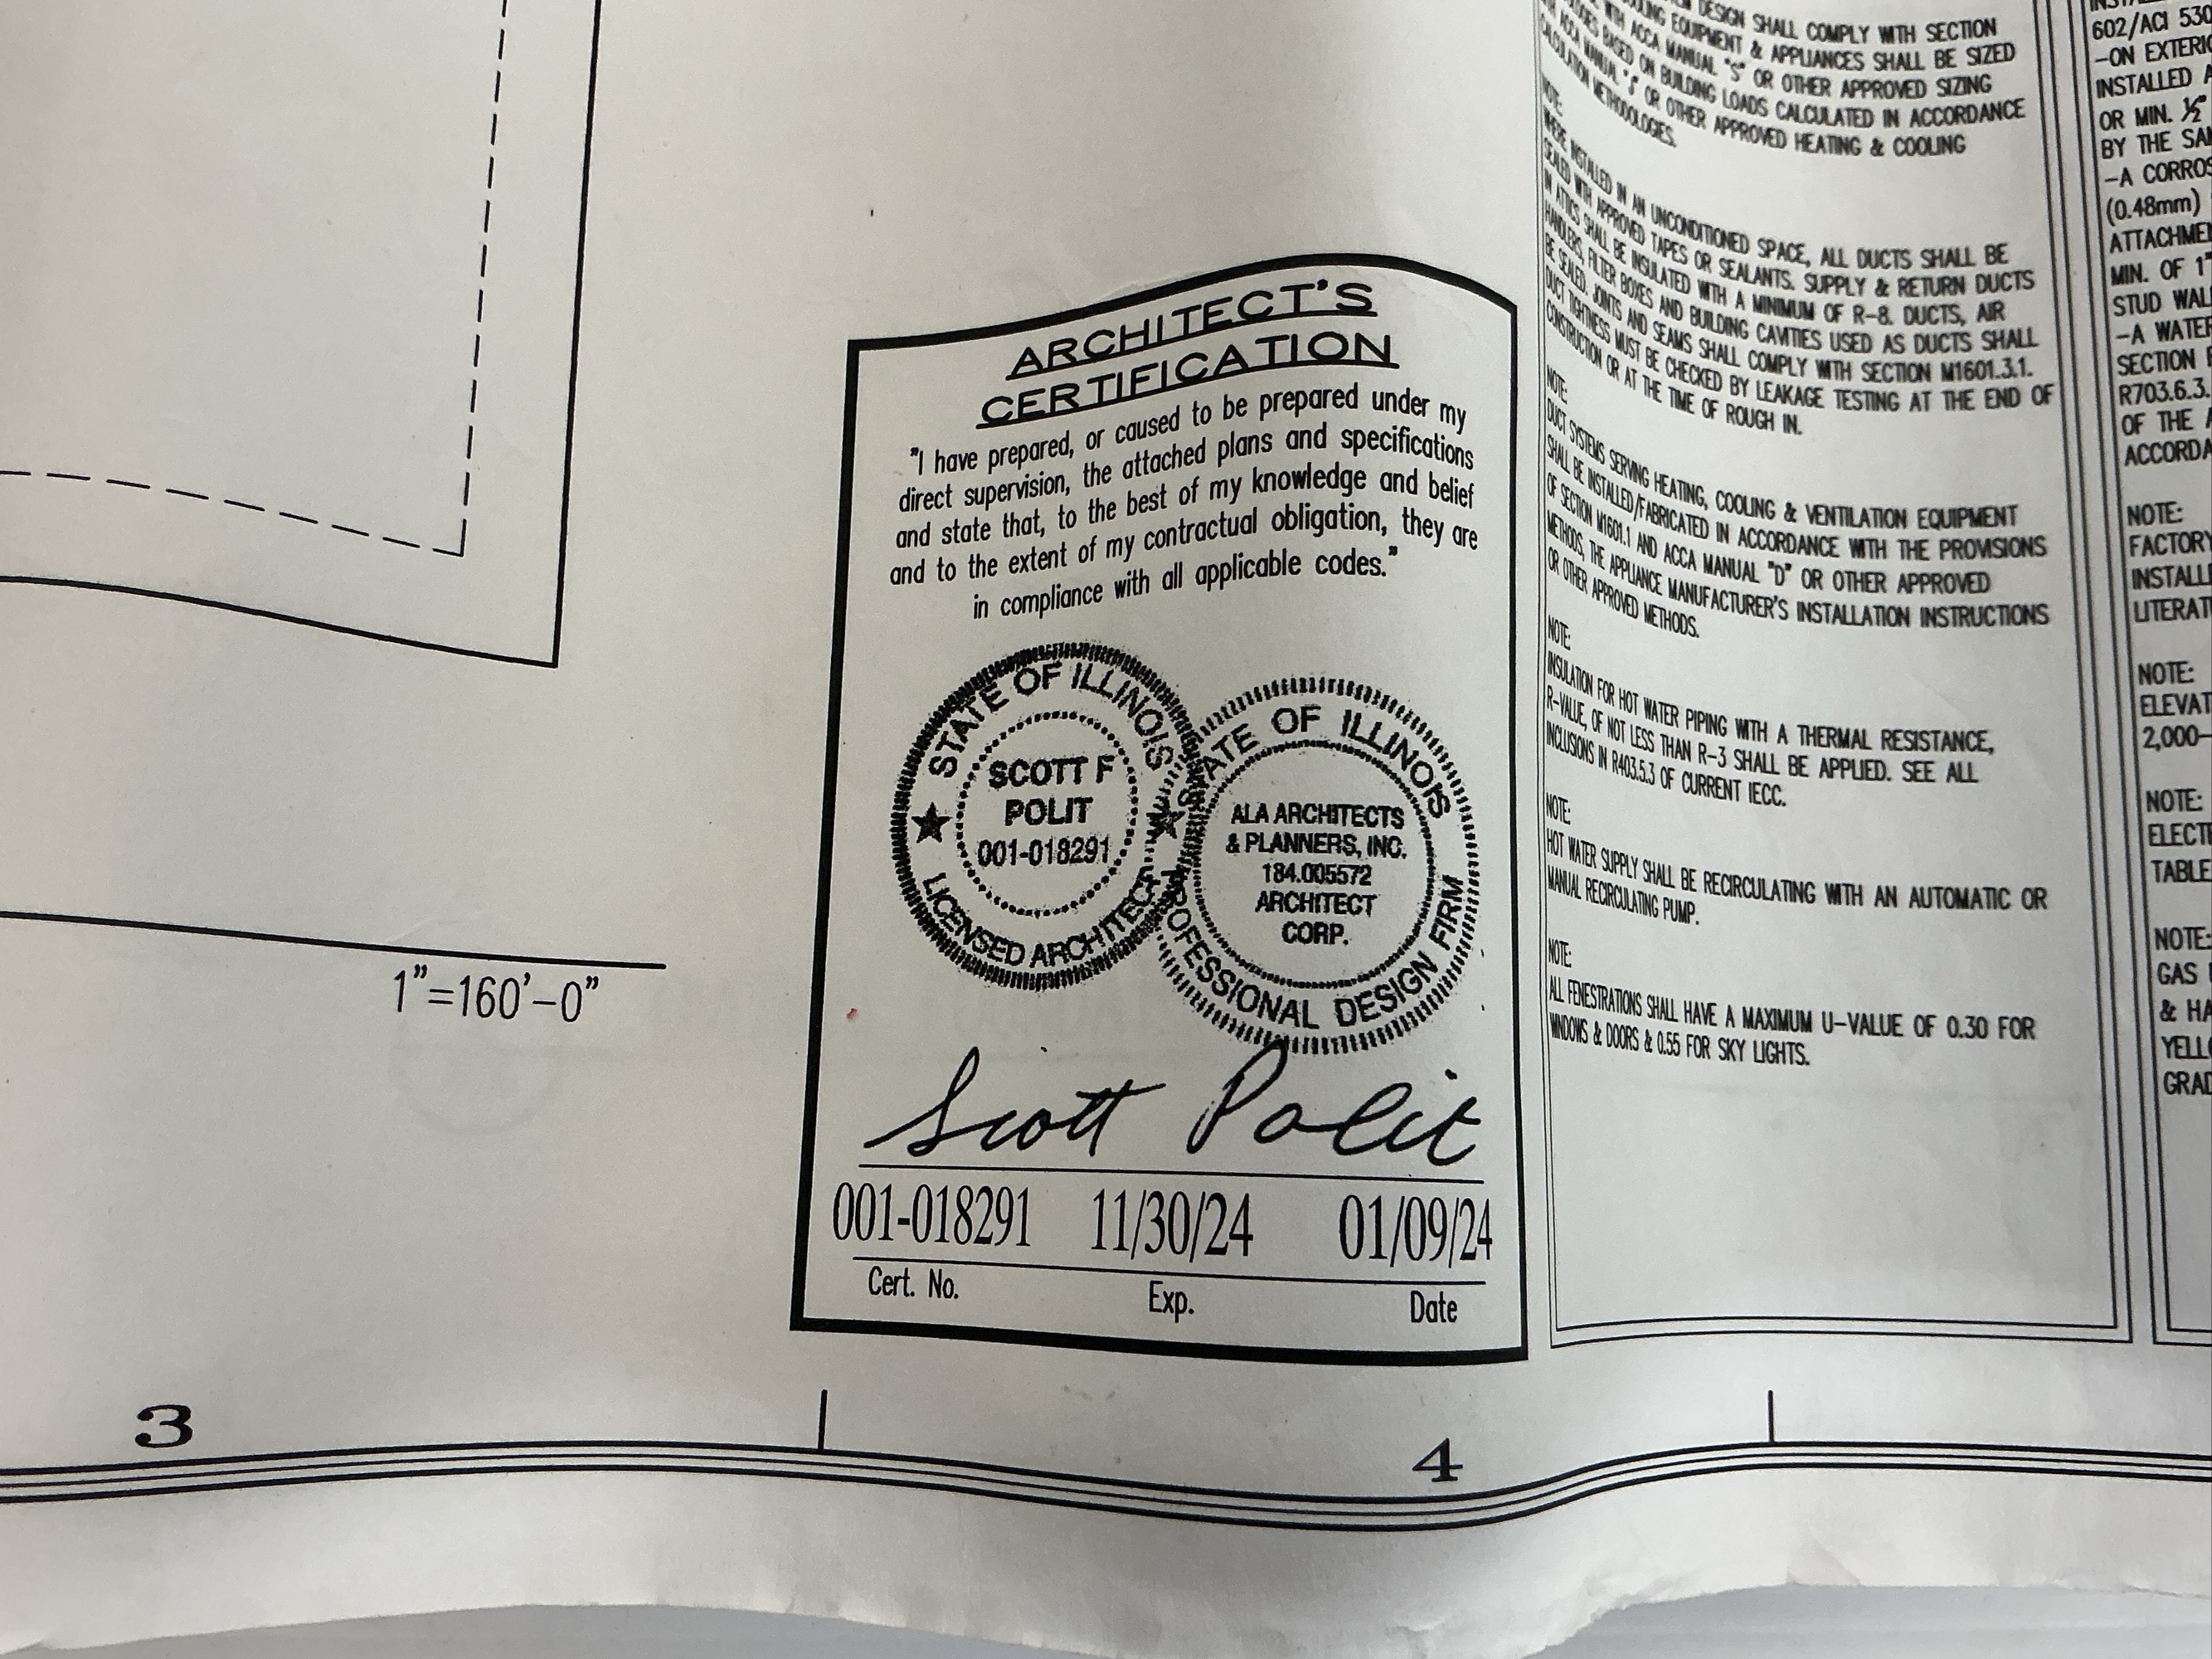 1"=160'-0"
3
ARCHITECT'S
CERTIFICATION
"I have prepared, or caused to be prepared under my
direct supervision, the attached plans and specifications
and state that, to the best of my knowledge and belief
and to the extent of my contractual obligation, they are
in compliance with all applicable codes."
STATE OF ILLINOIS
SCOTT F
POLIT
001-018291
LICENSED ARCHITECT
STATE OF ILLINOIS
ALA ARCHITECTS
& PLANNERS, INC.
184.005572
ARCHITECT
CORP.
PROFESSIONAL DESIGN FIRM
Scott Polit
001-018291 11/30/24 01/09/24
Cert. No. Exp. Date
4
DESIGN SHALL COMPLY WITH SECTION
COOLING EQUIPMENT & APPLIANCES SHALL BE SIZED
WITH ACCA MANUAL "S" OR OTHER APPROVED SIZING
BASED ON BUILDING LOADS CALCULATED IN ACCORDANCE
ACCA MANUAL "J" OR OTHER APPROVED HEATING & COOLING
CALCULATION METHODOLOGIES.
NOTE:
WHERE INSTALLED IN AN UNCONDITIONED SPACE, ALL DUCTS SHALL BE
SEALED WITH APPROVED TAPES OR SEALANTS. SUPPLY & RETURN DUCTS
IN ATTICS SHALL BE INSULATED WITH A MINIMUM OF R-8. DUCTS, AIR
HANDLERS, FILTER BOXES AND BUILDING CAVITIES USED AS DUCTS SHALL
BE SEALED. JOINTS AND SEAMS SHALL COMPLY WITH SECTION M1601.3.1.
DUCT TIGHTNESS MUST BE CHECKED BY LEAKAGE TESTING AT THE END OF
CONSTRUCTION OR AT THE TIME OF ROUGH IN.
NOTE:
DUCT SYSTEMS SERVING HEATING, COOLING & VENTILATION EQUIPMENT
SHALL BE INSTALLED/FABRICATED IN ACCORDANCE WITH THE PROVISIONS
OF SECTION M1601.1 AND ACCA MANUAL "D" OR OTHER APPROVED
METHODS, THE APPLIANCE MANUFACTURER'S INSTALLATION INSTRUCTIONS
OR OTHER APPROVED METHODS.
NOTE:
INSULATION FOR HOT WATER PIPING WITH A THERMAL RESISTANCE,
R-VALUE, OF NOT LESS THAN R-3 SHALL BE APPLIED. SEE ALL
INCLUSIONS IN R403.5.3 OF CURRENT IECC.
NOTE:
HOT WATER SUPPLY SHALL BE RECIRCULATING WITH AN AUTOMATIC OR
MANUAL RECIRCULATING PUMP.
NOTE:
ALL FENESTRATIONS SHALL HAVE A MAXIMUM U-VALUE OF 0.30 FOR
WINDOWS & DOORS & 0.55 FOR SKY LIGHTS.
602/ACI 530
-ON EXTERIO
INSTALLED A
OR MIN. ½"
BY THE SAM
-A CORROS
(0.48mm)
ATTACHMEN
MIN. OF 1"
STUD WAL
-A WATER
SECTION
R703.6.3.
OF THE A
ACCORDA
NOTE:
FACTORY
INSTALL
LITERAT
NOTE:
ELEVAT
2,000-
NOTE:
ELECT
TABLE
NOTE:
GAS
& HA
YELL
GRAD